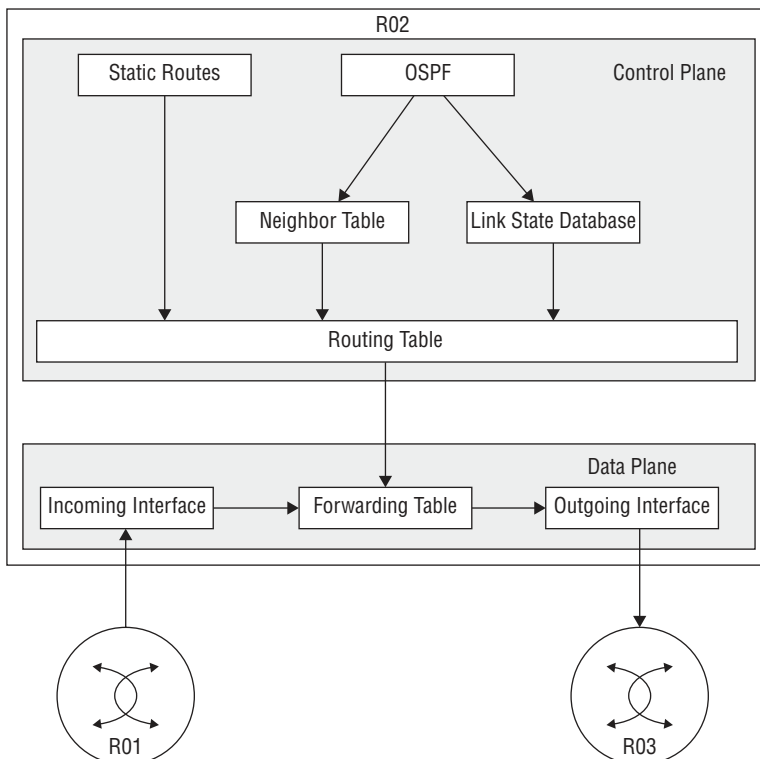 R02
Static Routes
OSPF
Control Plane
Neighbor Table
Link State Database
Routing Table
Data Plane
Incoming Interface
Forwarding Table
Outgoing Interface
R01
R03